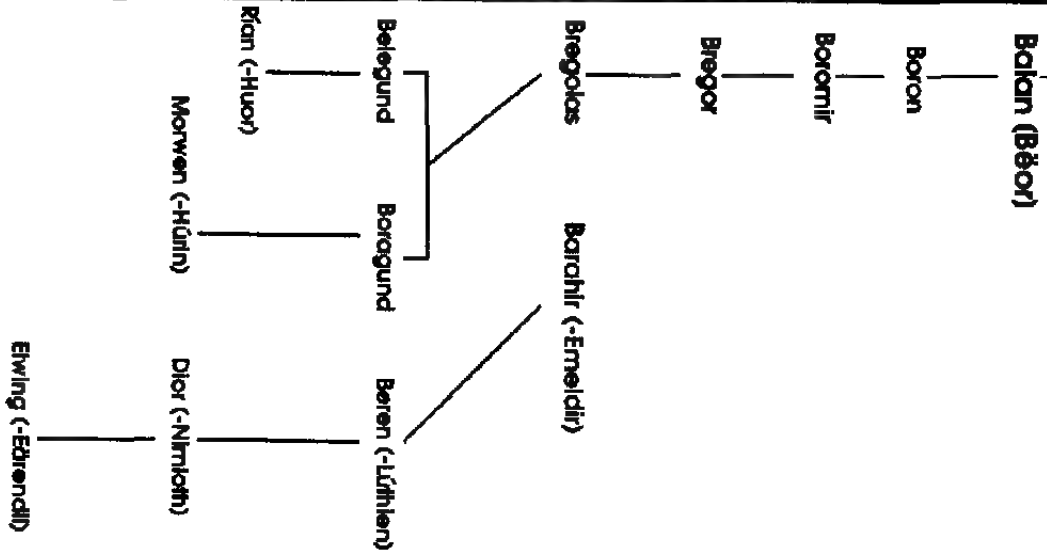 Balan (Bëor)
Boron
Boromir
Bregor
Bregolas
Barahir (-Emeldir)
Belegund
Baragund
Beren (-Lúthien)
Rían (-Huor)
Morwen (-Húrin)
Dior (-Nimloth)
Elwing (-Eärendil)